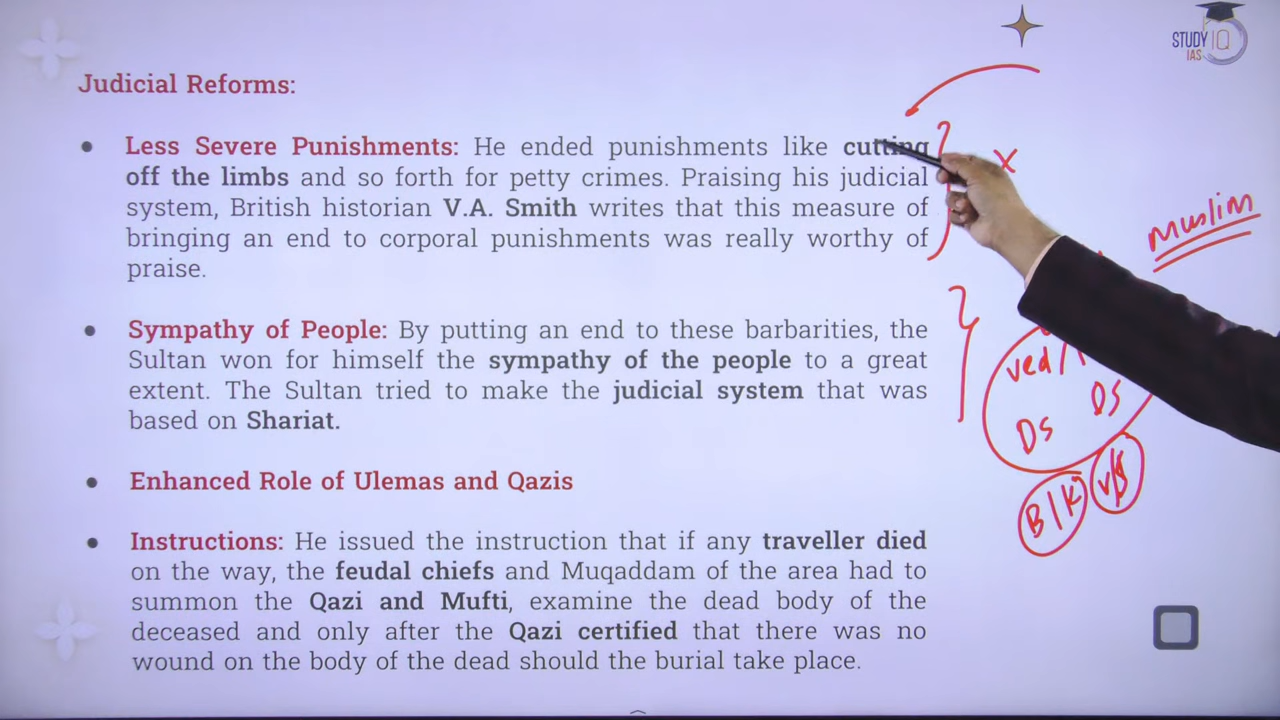 STUDY IQ
IAS
Judicial Reforms:
• Less Severe Punishments: He ended punishments like cutting
off the limbs and so forth for petty crimes. Praising his judicial
system, British historian V.A. Smith writes that this measure of
bringing an end to corporal punishments was really worthy of
praise.
x
muslim
• Sympathy of People: By putting an end to these barbarities, the
Sultan won for himself the sympathy of the people to a great
extent. The Sultan tried to make the judicial system that was
based on Shariat.
ved/
DS
DS
B/K
V/S
• Enhanced Role of Ulemas and Qazis
• Instructions: He issued the instruction that if any traveller died
on the way, the feudal chiefs and Muqaddam of the area had to
summon the Qazi and Mufti, examine the dead body of the
deceased and only after the Qazi certified that there was no
wound on the body of the dead should the burial take place.